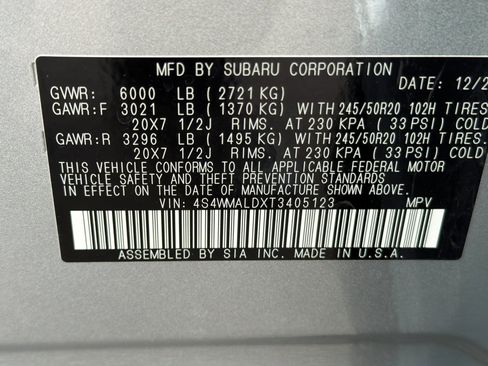 MFD BY SUBARU CORPORATION
DATE: 12/2
GVWR: 6000 LB (2721 KG)
GAWR:F 3021 LB (1370 KG) WITH 245/50R20 102H TIRES
20X7 1/2J RIMS. AT 230 KPA (33 PSI) COLD
GAWR:R 3296 LB (1495 KG) WITH 245/50R20 102H TIRES.
20X7 1/2J RIMS. AT 230 KPA (33 PSI) COLD
THIS VEHICLE CONFORMS TO ALL APPLICABLE FEDERAL MOTOR
VEHICLE SAFETY AND THEFT PREVENTION STANDARDS
IN EFFECT ON THE DATE OF MANUFACTURE SHOWN ABOVE.
VIN: 4S4WMALDXT3405123 MPV
ASSEMBLED BY SIA INC. MADE IN U.S.A.